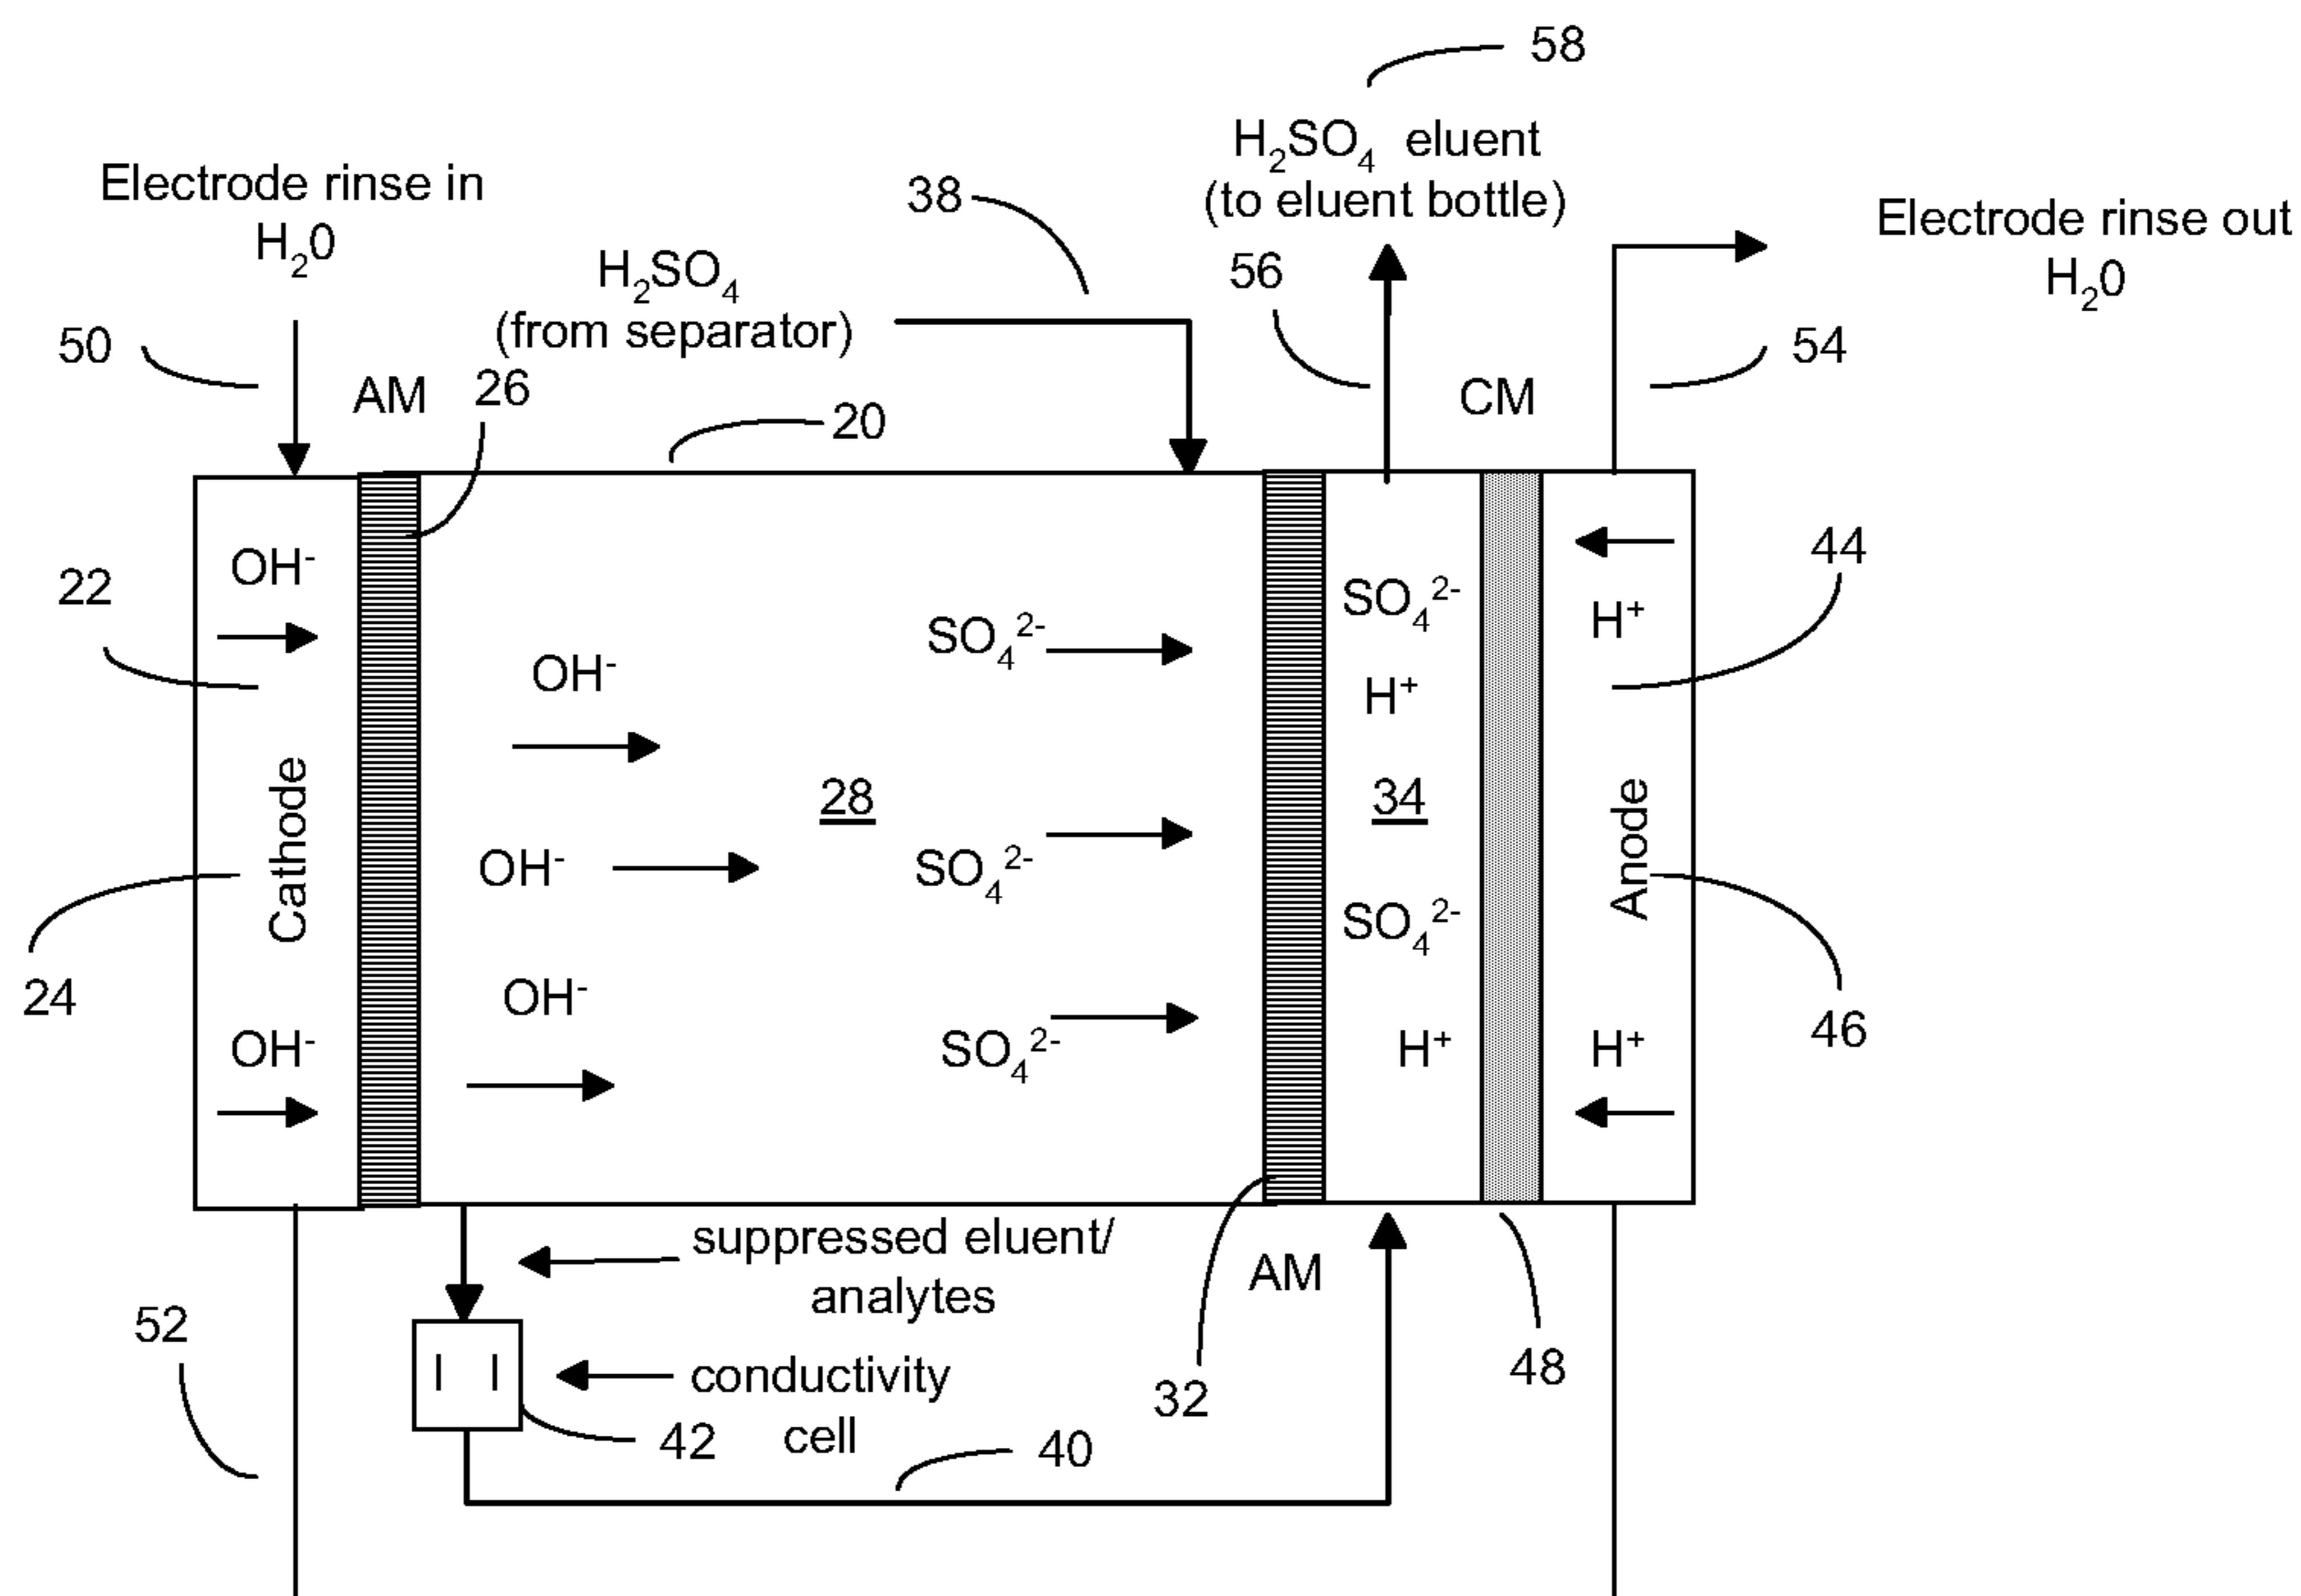 58
H₂SO₄ eluent
(to eluent bottle)
Electrode rinse in
H₂0
38
Electrode rinse out
H₂0
H₂SO₄
(from separator)
56
50
54
AM
26
CM
20
OH⁻
22
44
SO₄²⁻
H⁺
SO₄²⁻
OH⁻
H⁺
28
34
Cathode
Anode
OH⁻
SO₄²⁻
SO₄²⁻
24
OH⁻
46
OH⁻
SO₄²⁻
H⁺
H⁺
suppressed eluent/
analytes
AM
52
conductivity
cell
48
32
42
40